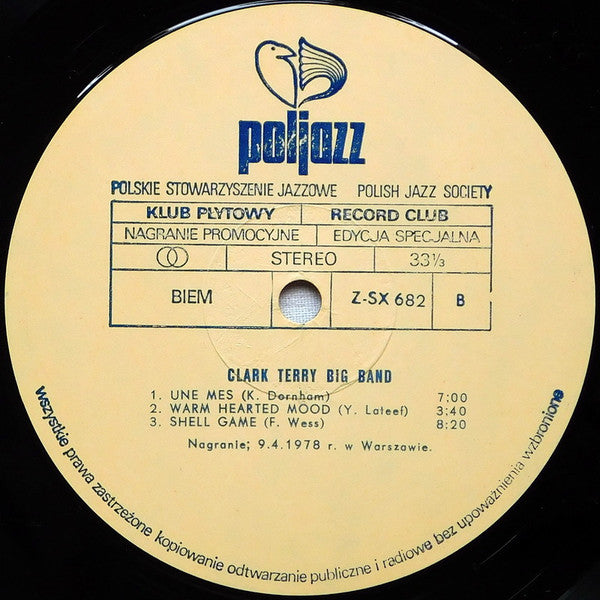 poljazz
POLSKIE STOWARZYSZENIE JAZZOWE POLISH JAZZ SOCIETY
KLUB PŁYTOWY RECORD CLUB
NAGRANIE PROMOCYJNE EDYCJA SPECJALNA
STEREO 33⅓
BIEM Z-SX 682 B
CLARK TERRY BIG BAND
1. UNE MES (K. Dornham) 7:00
2. WARM HEARTED MOOD (Y. Lateef) 3:40
3. SHELL GAME (F. Wess) 8:20
Nagranie; 9.4.1978 r. w Warszawie.
wszystkie prawa zastrzeżone kopiowanie odtwarzanie publiczne i radiowe bez upoważnienia wzbronione